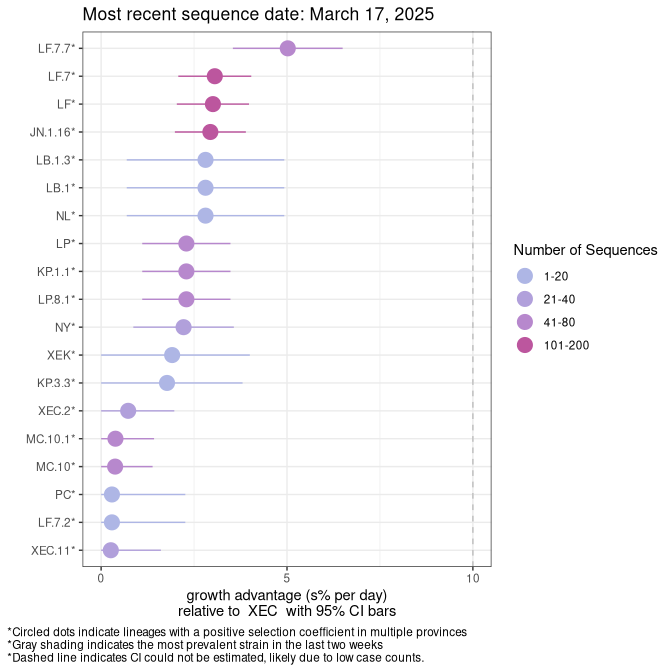 Most recent sequence date: March 17, 2025
LF.7.7*
LF.7*
LF*
JN.1.16*
LB.1.3*
LB.1*
NL*
LP*
KP.1.1*
LP.8.1*
NY*
XEK*
KP.3.3*
XEC.2*
MC.10.1*
MC.10*
PC*
LF.7.2*
XEC.11*
0 5 10
growth advantage (s% per day)
relative to XEC with 95% CI bars
Number of Sequences
1-20
21-40
41-80
101-200
*Circled dots indicate lineages with a positive selection coefficient in multiple provinces
*Gray shading indicates the most prevalent strain in the last two weeks
*Dashed line indicates CI could not be estimated, likely due to low case counts.